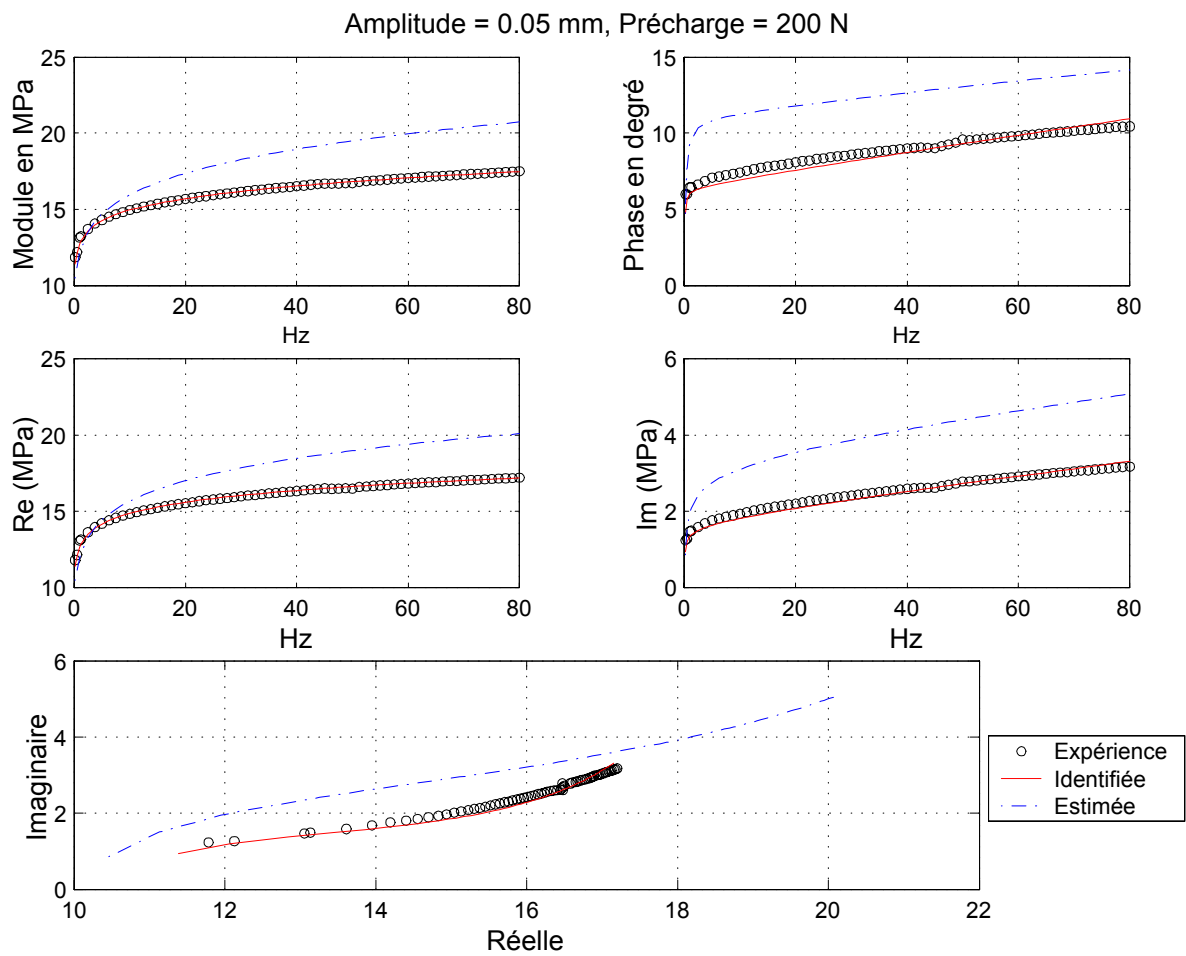 Amplitude = 0.05 mm, Précharge = 200 N
Module en MPa
25
20
15
10
0 20 40 60 80
Hz
Phase en degré
15
10
5
0
0 20 40 60 80
Hz
Re (MPa)
25
20
15
10
0 20 40 60 80
Hz
Im (MPa)
6
4
2
0
0 20 40 60 80
Hz
Imaginaire
6
4
2
0
10 12 14 16 18 20 22
Réelle
Expérience
Identifiée
Estimée